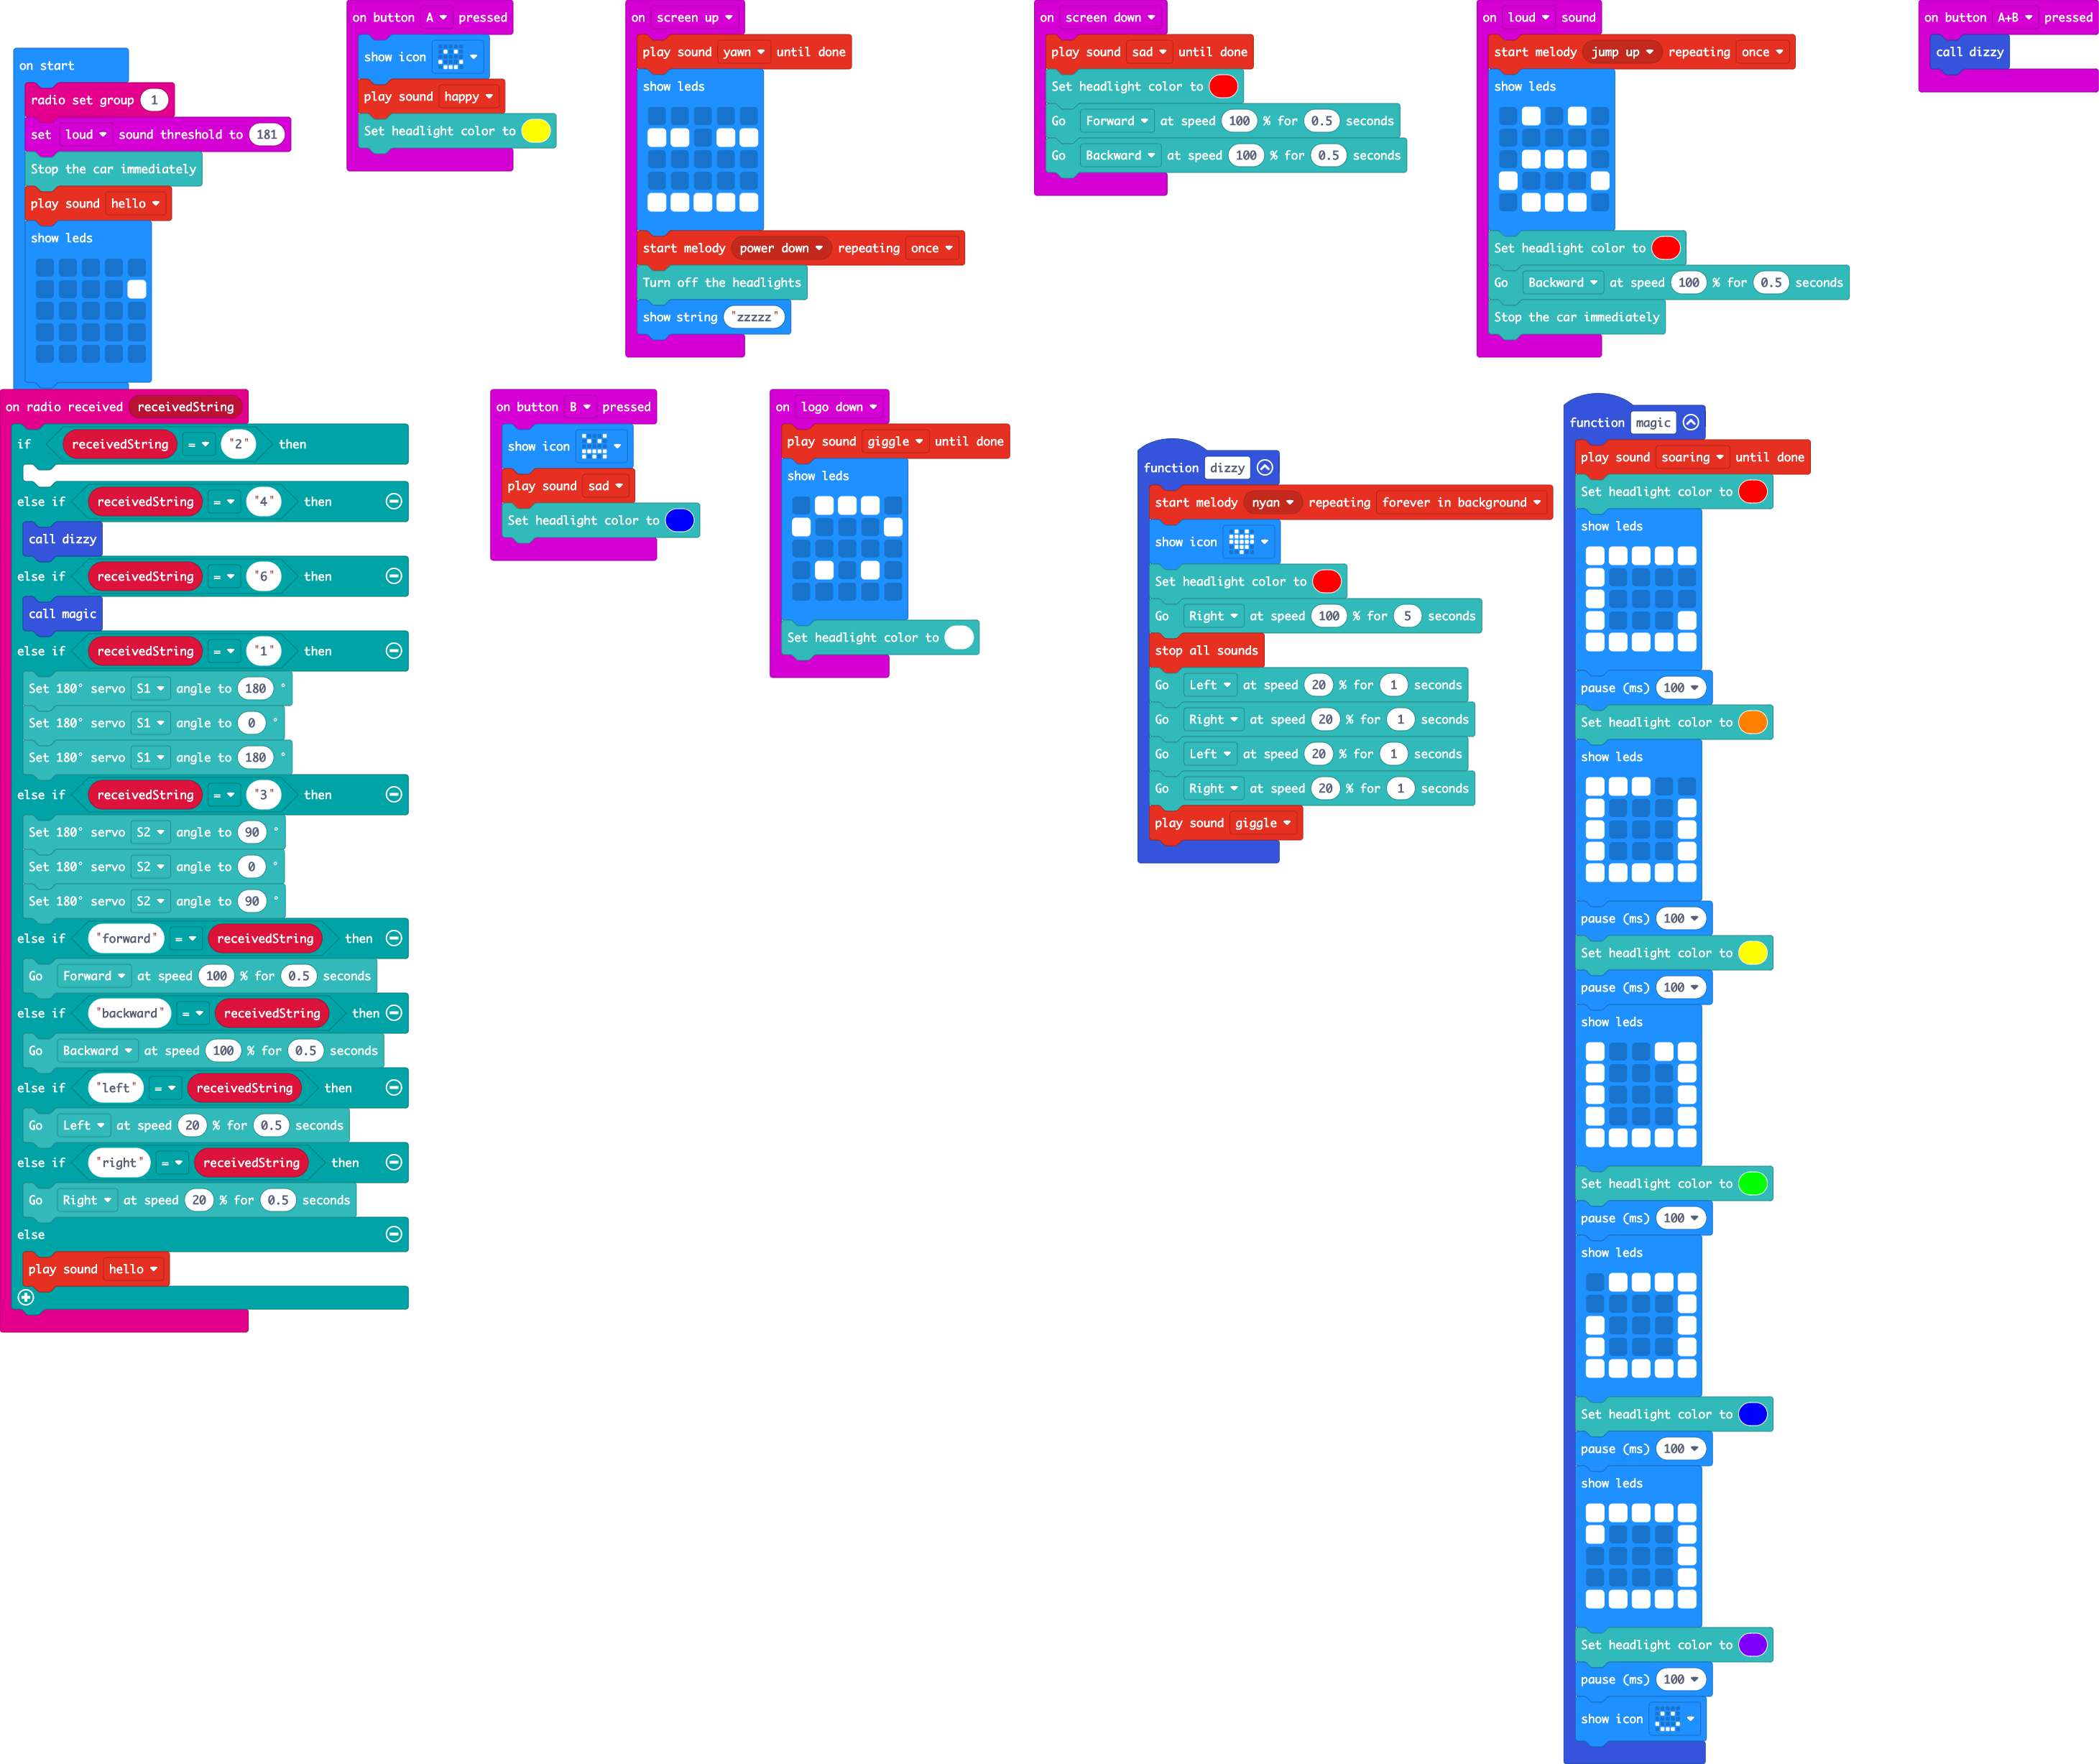 on start
radio set group 1
set loud sound threshold to 181
Stop the car immediately
play sound hello
show leds
on button A pressed
show icon
play sound happy
Set headlight color to
on screen up
play sound yawn until done
show leds
start melody power down repeating once
Turn off the headlights
show string "zzzzz"
on screen down
play sound sad until done
Set headlight color to
Go Forward at speed 100 % for 0.5 seconds
Go Backward at speed 100 % for 0.5 seconds
on loud sound
start melody jump up repeating once
show leds
Set headlight color to
Go Backward at speed 100 % for 0.5 seconds
Stop the car immediately
on button A+B pressed
call dizzy
on radio received receivedString
if receivedString = "2" then
else if receivedString = "4" then
call dizzy
else if receivedString = "6" then
call magic
else if receivedString = "1" then
Set 180° servo S1 angle to 180 °
Set 180° servo S1 angle to 0 °
Set 180° servo S1 angle to 180 °
else if receivedString = "3" then
Set 180° servo S2 angle to 90 °
Set 180° servo S2 angle to 0 °
Set 180° servo S2 angle to 90 °
else if "forward" = receivedString then
Go Forward at speed 100 % for 0.5 seconds
else if "backward" = receivedString then
Go Backward at speed 100 % for 0.5 seconds
else if "left" = receivedString then
Go Left at speed 20 % for 0.5 seconds
else if "right" = receivedString then
Go Right at speed 20 % for 0.5 seconds
else
play sound hello
on button B pressed
show icon
play sound sad
Set headlight color to
on logo down
play sound giggle until done
show leds
Set headlight color to
function dizzy
start melody nyan repeating forever in background
show icon
Set headlight color to
Go Right at speed 100 % for 5 seconds
stop all sounds
Go Left at speed 20 % for 1 seconds
Go Right at speed 20 % for 1 seconds
Go Left at speed 20 % for 1 seconds
Go Right at speed 20 % for 1 seconds
play sound giggle
function magic
play sound soaring until done
Set headlight color to
show leds
pause (ms) 100
Set headlight color to
show leds
pause (ms) 100
Set headlight color to
pause (ms) 100
show leds
Set headlight color to
pause (ms) 100
show leds
Set headlight color to
pause (ms) 100
show leds
Set headlight color to
pause (ms) 100
show icon